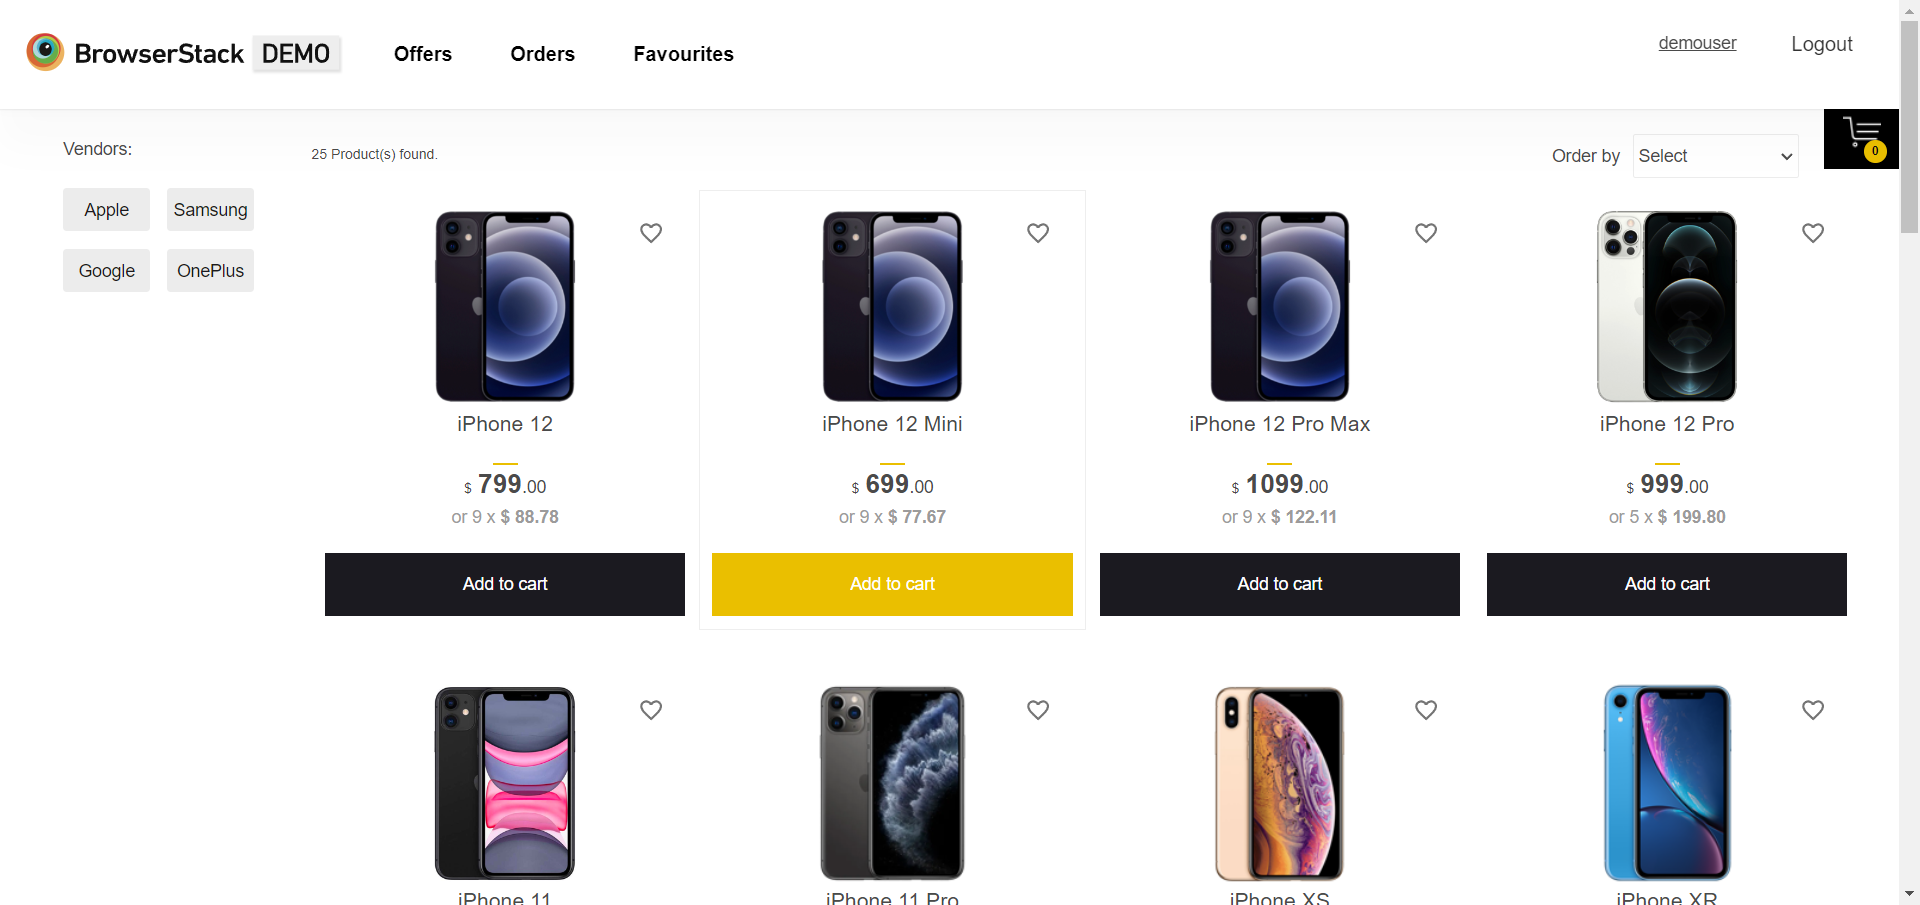 BrowserStack DEMO
Offers
Orders
Favourites
demouser
Logout
0
Vendors:
Apple
Samsung
Google
OnePlus
25 Product(s) found.
Order by
Select
iPhone 12
$ 799.00
or 9 x $ 88.78
Add to cart
iPhone 12 Mini
$ 699.00
or 9 x $ 77.67
Add to cart
iPhone 12 Pro Max
$ 1099.00
or 9 x $ 122.11
Add to cart
iPhone 12 Pro
$ 999.00
or 5 x $ 199.80
Add to cart
iPhone 11
iPhone 11 Pro
iPhone XS
iPhone XR